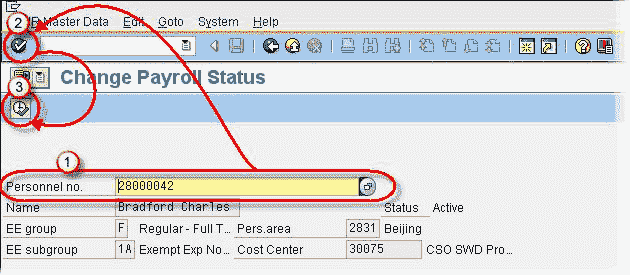 2
Master Data Edit Goto System Help
Change Payroll Status
3
1
Personnel no. 28000042
Name Bradford Charles Status Active
EE group F Regular - Full T... Pers.area 2831 Beijing
EE subgroup 1A Exempt Exp No... Cost Center 30075 CSO SWD Pro...